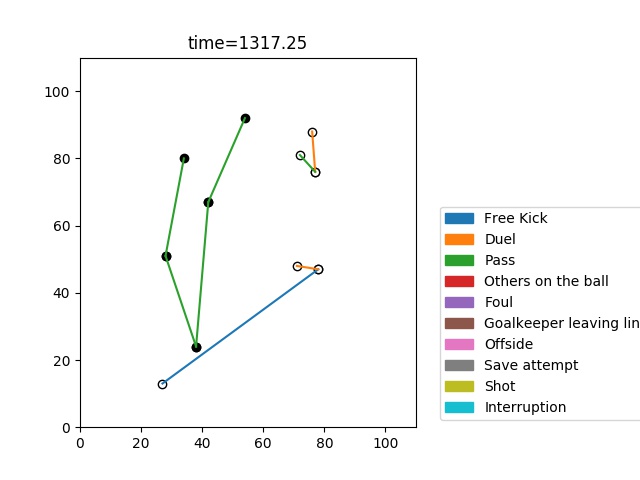 time=1317.25
100
80
60
40
20
0
0 20 40 60 80 100
Free Kick
Duel
Pass
Others on the ball
Foul
Goalkeeper leaving lin
Offside
Save attempt
Shot
Interruption